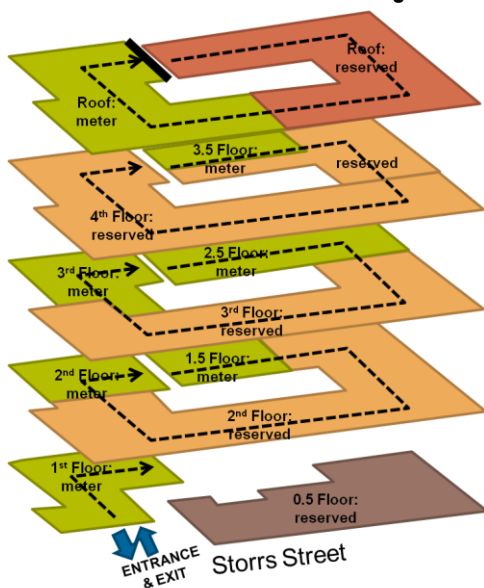 Roof:
reserved
Roof:
meter
3.5 Floor:
meter
reserved
4th Floor:
reserved
2.5 Floor:
meter
3rd Floor:
meter
3rd Floor:
reserved
1.5 Floor:
meter
2nd Floor:
meter
2nd Floor:
reserved
1st Floor:
meter
0.5 Floor:
reserved
ENTRANCE
& EXIT
Storrs Street